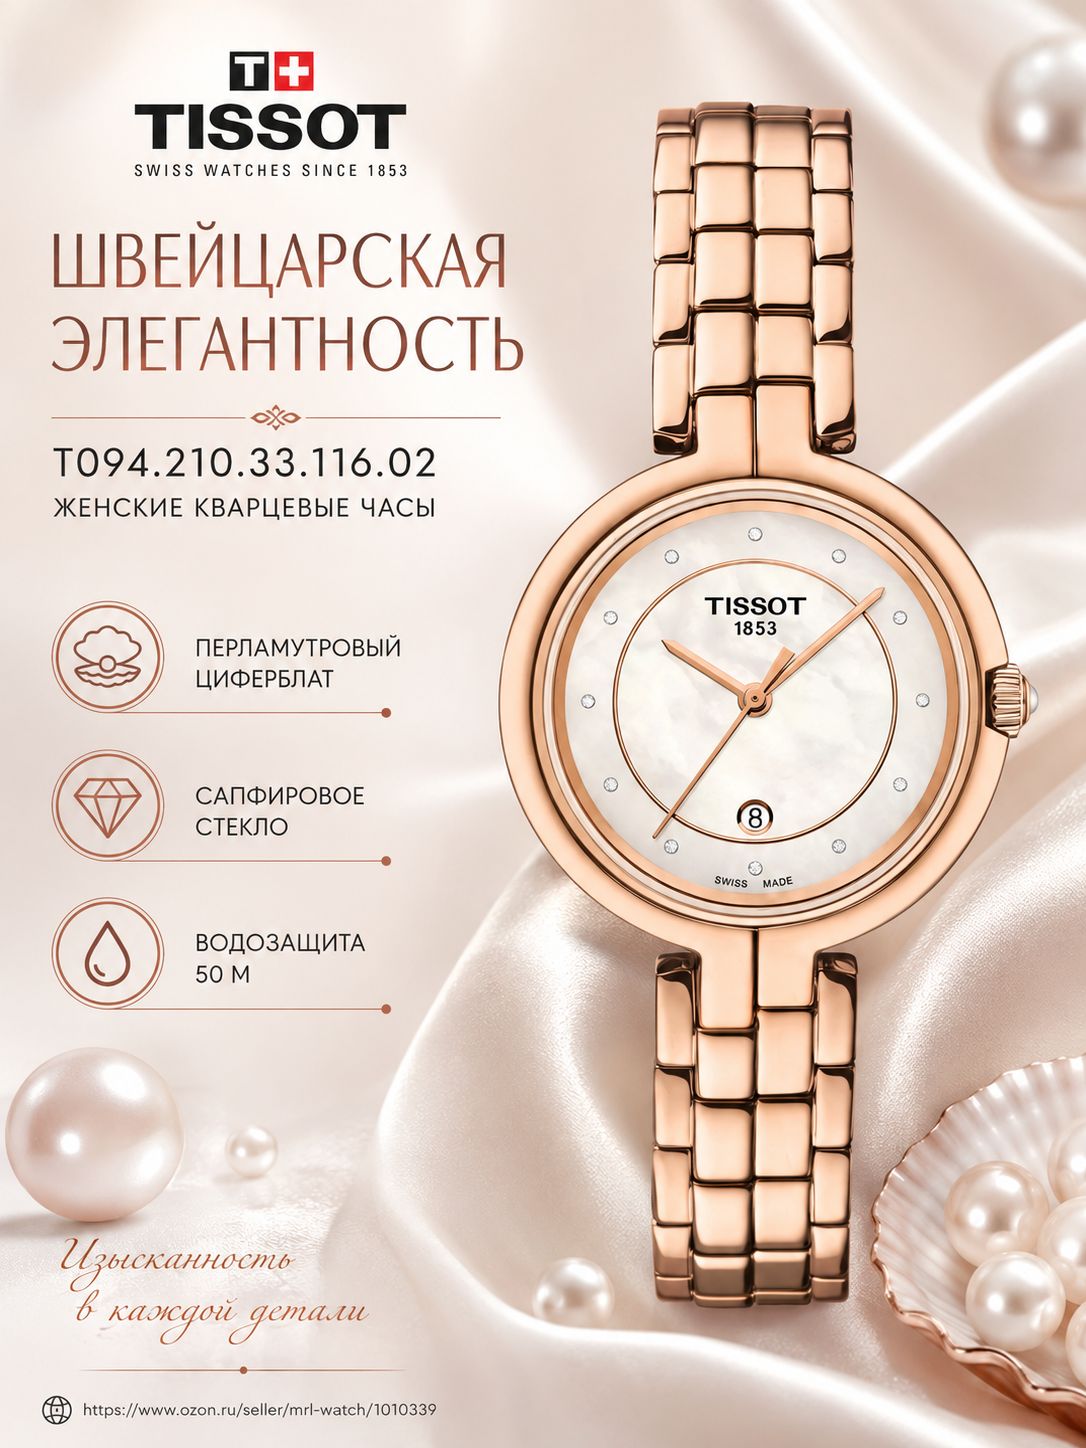 T+
TISSOT
SWISS WATCHES SINCE 1853
ШВЕЙЦАРСКАЯ
ЭЛЕГАНТНОСТЬ
T094.210.33.116.02
ЖЕНСКИЕ КВАРЦЕВЫЕ ЧАСЫ
ПЕРЛАМУТРОВЫЙ
ЦИФЕРБЛАТ
САПФИРОВОЕ
СТЕКЛО
ВОДОЗАЩИТА
50 М
TISSOT
1853
8
SWISS MADE
Изысканность
в каждой детали
https://www.ozon.ru/seller/mrl-watch/1010339